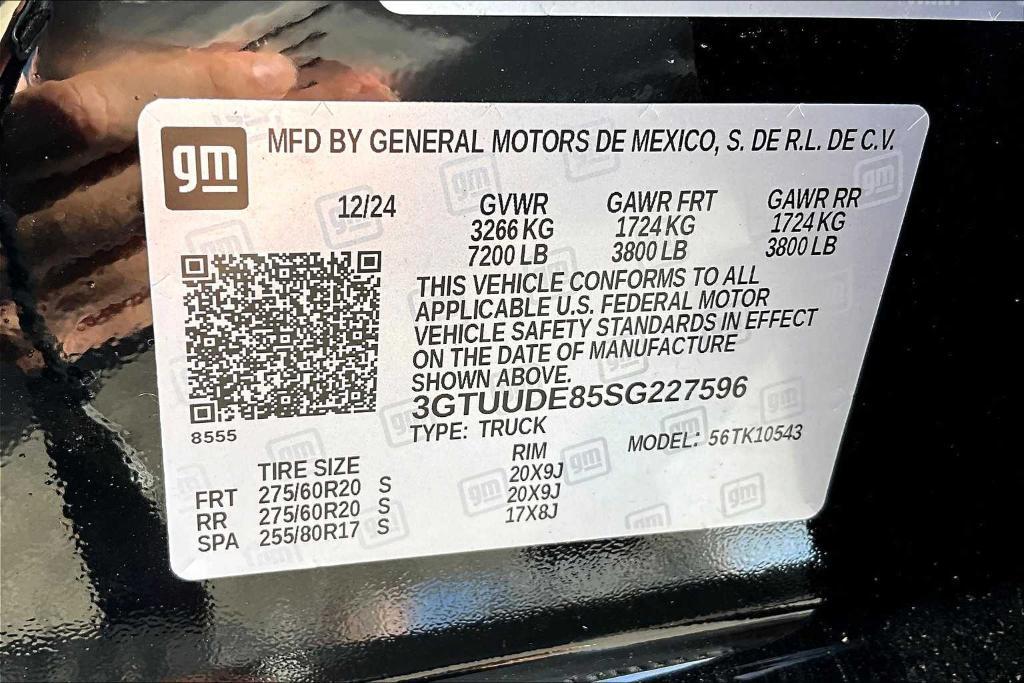 gm
MFD BY GENERAL MOTORS DE MEXICO, S. DE R.L. DE C.V.
12/24 GVWR GAWR FRT GAWR RR
3266 KG 1724 KG 1724 KG
7200 LB 3800 LB 3800 LB
THIS VEHICLE CONFORMS TO ALL
APPLICABLE U.S. FEDERAL MOTOR
VEHICLE SAFETY STANDARDS IN EFFECT
ON THE DATE OF MANUFACTURE
SHOWN ABOVE.
3GTUUDE85SG227596
8555
TYPE: TRUCK MODEL: 56TK10543
TIRE SIZE RIM
FRT 275/60R20 S 20X9J
RR 275/60R20 S 20X9J
SPA 255/80R17 S 17X8J